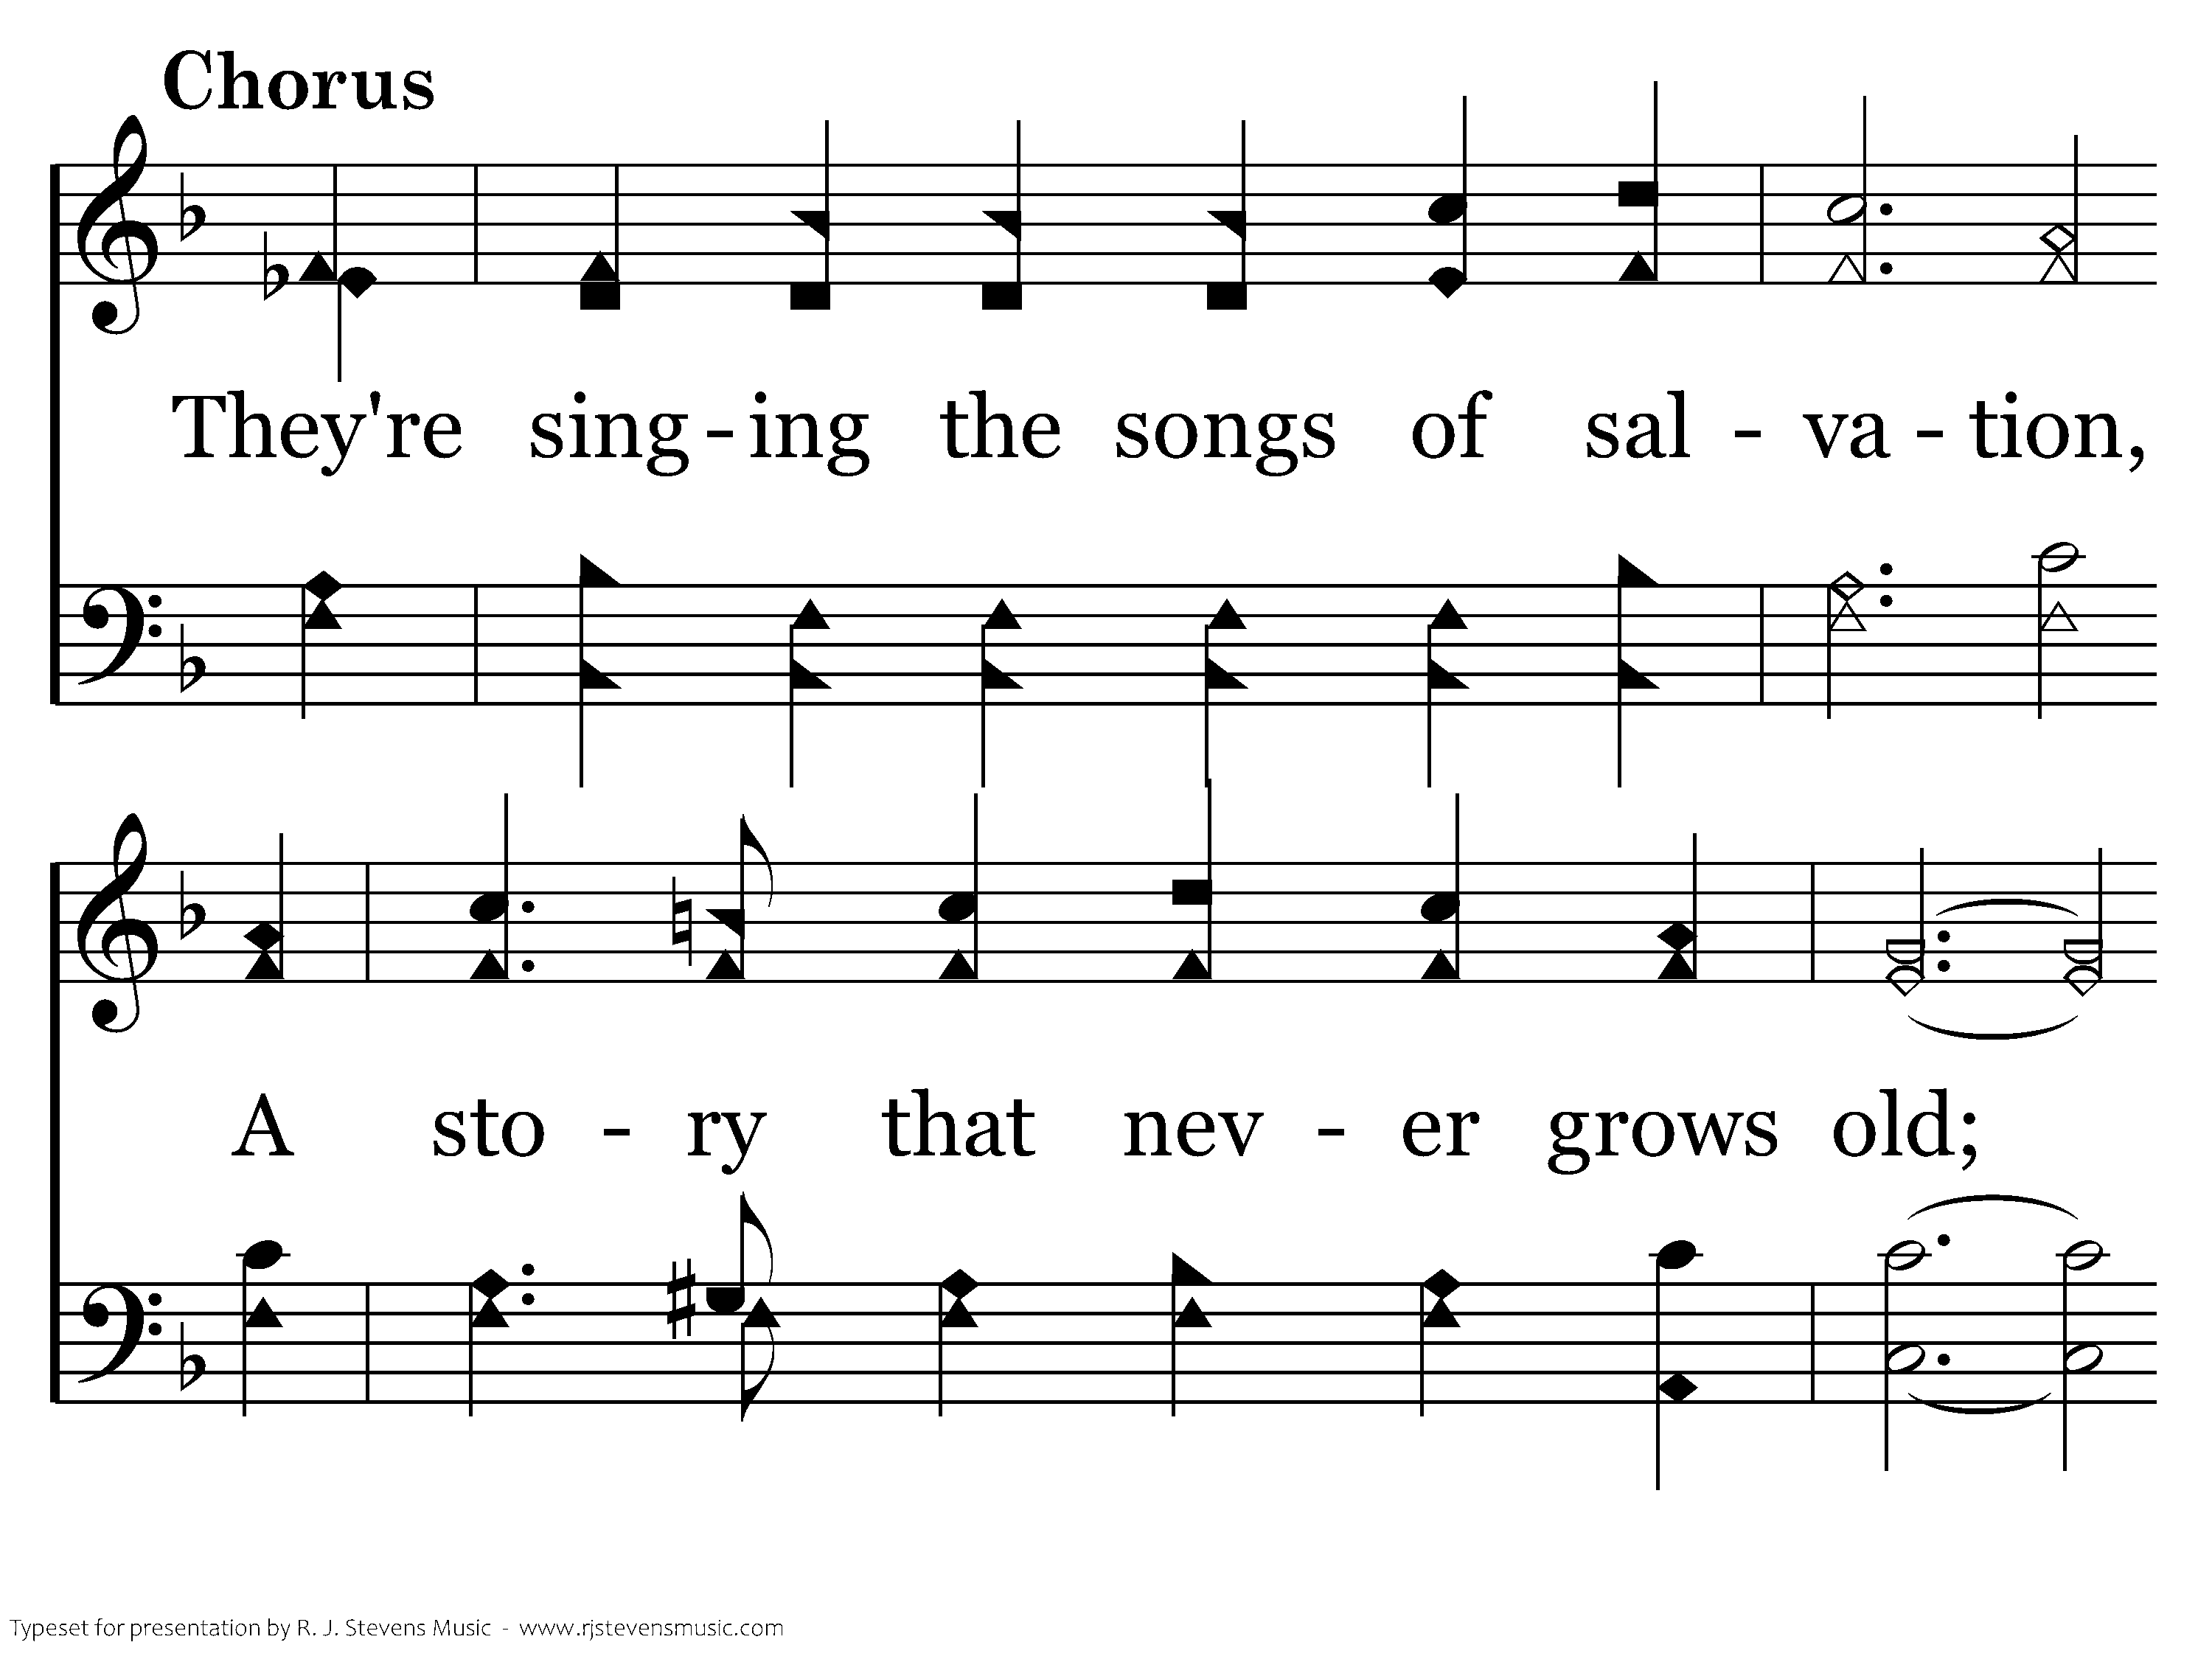 Chorus
They're sing - ing the songs of sal - va - tion,
A sto - ry that nev - er grows old;
Typeset for presentation by R. J. Stevens Music - www.rjstevensmusic.com